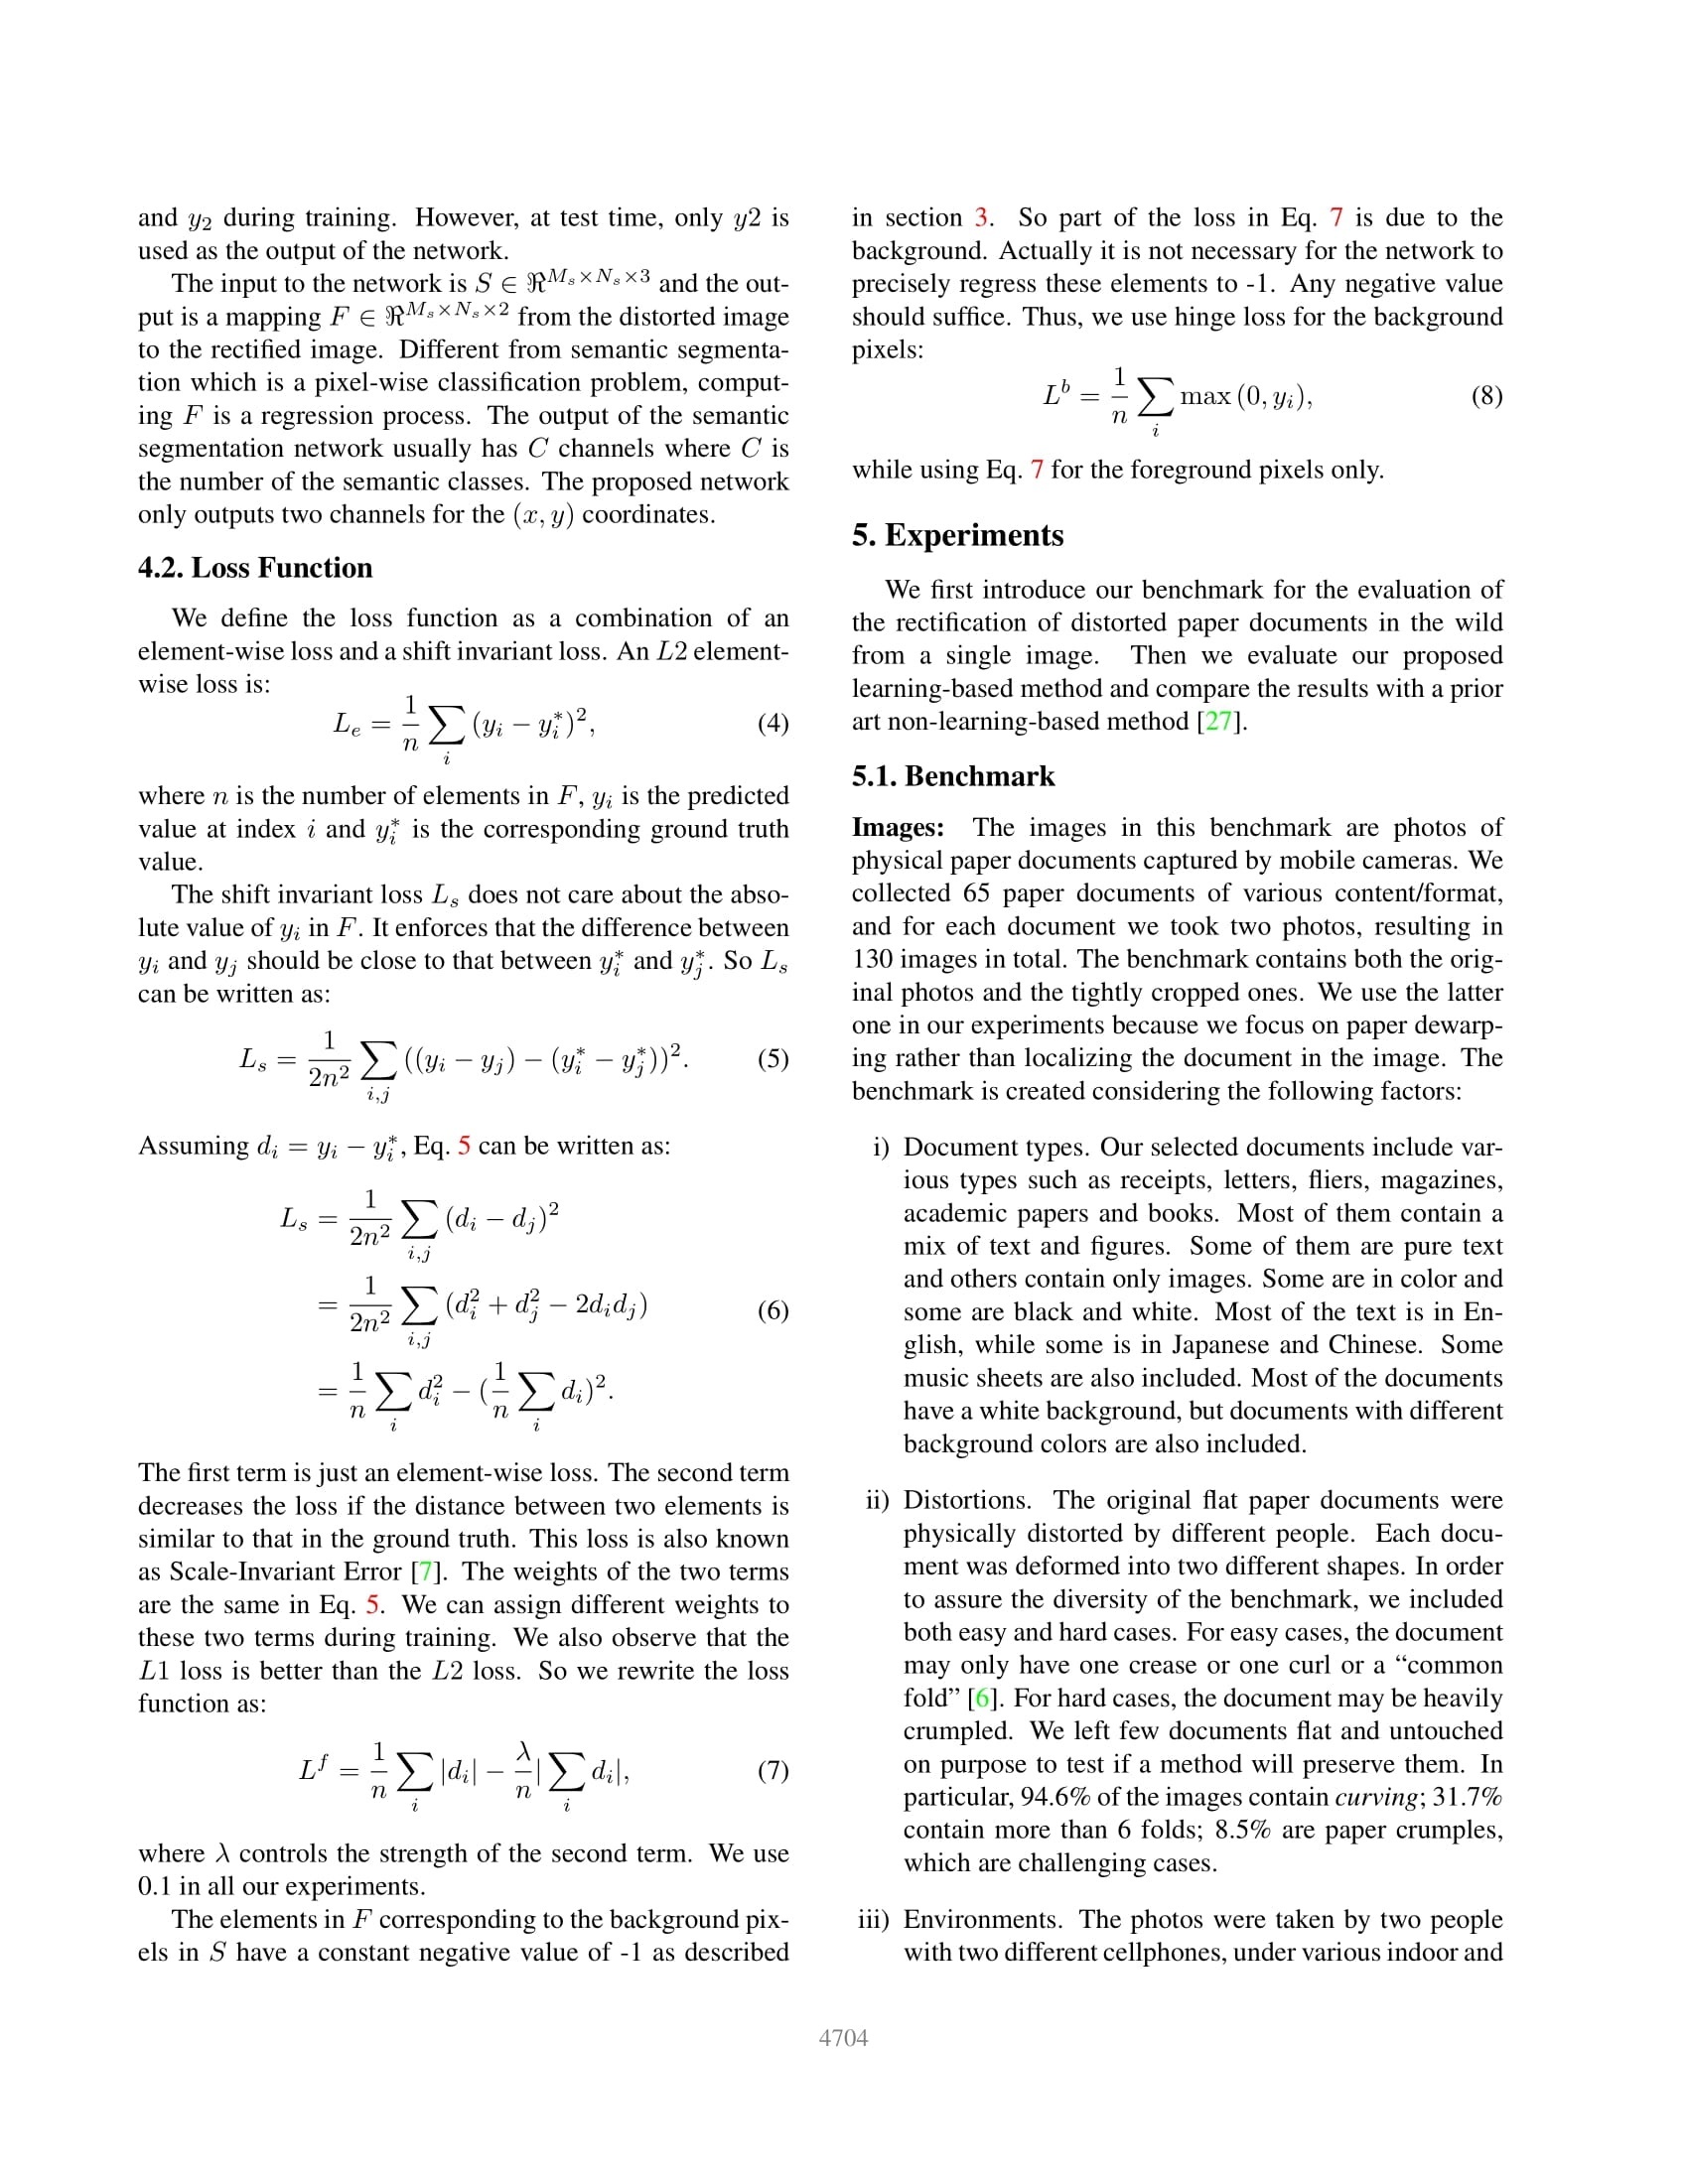 and y₂ during training. However, at test time, only y2 is
used as the output of the network.
The input to the network is S ∈ ℜ^{M_s×N_s×3} and the out-
put is a mapping F ∈ ℜ^{M_s×N_s×2} from the distorted image
to the rectified image. Different from semantic segmenta-
tion which is a pixel-wise classification problem, comput-
ing F is a regression process. The output of the semantic
segmentation network usually has C channels where C is
the number of the semantic classes. The proposed network
only outputs two channels for the (x, y) coordinates.
4.2. Loss Function
We define the loss function as a combination of an
element-wise loss and a shift invariant loss. An L2 element-
wise loss is:
L_e = \frac{1}{n} \sum_i (y_i − y_i^*)^2, (4)
where n is the number of elements in F, y_i is the predicted
value at index i and y_i^* is the corresponding ground truth
value.
The shift invariant loss L_s does not care about the abso-
lute value of y_i in F. It enforces that the difference between
y_i and y_j should be close to that between y_i^* and y_j^*. So L_s
can be written as:
L_s = \frac{1}{2n^2} \sum_{i,j} ((y_i − y_j) − (y_i^* − y_j^*))^2. (5)
Assuming d_i = y_i − y_i^*, Eq. 5 can be written as:
L_s = \frac{1}{2n^2} \sum_{i,j} (d_i − d_j)^2
= \frac{1}{2n^2} \sum_{i,j} (d_i^2 + d_j^2 − 2d_i d_j) (6)
= \frac{1}{n} \sum_i d_i^2 − (\frac{1}{n} \sum_i d_i)^2.
The first term is just an element-wise loss. The second term
decreases the loss if the distance between two elements is
similar to that in the ground truth. This loss is also known
as Scale-Invariant Error [7]. The weights of the two terms
are the same in Eq. 5. We can assign different weights to
these two terms during training. We also observe that the
L1 loss is better than the L2 loss. So we rewrite the loss
function as:
L^f = \frac{1}{n} \sum_i |d_i| − \frac{λ}{n} |\sum_i d_i|, (7)
where λ controls the strength of the second term. We use
0.1 in all our experiments.
The elements in F corresponding to the background pix-
els in S have a constant negative value of -1 as described
in section 3. So part of the loss in Eq. 7 is due to the
background. Actually it is not necessary for the network to
precisely regress these elements to -1. Any negative value
should suffice. Thus, we use hinge loss for the background
pixels:
L^b = \frac{1}{n} \sum_i max (0, y_i), (8)
while using Eq. 7 for the foreground pixels only.
5. Experiments
We first introduce our benchmark for the evaluation of
the rectification of distorted paper documents in the wild
from a single image. Then we evaluate our proposed
learning-based method and compare the results with a prior
art non-learning-based method [27].
5.1. Benchmark
Images: The images in this benchmark are photos of
physical paper documents captured by mobile cameras. We
collected 65 paper documents of various content/format,
and for each document we took two photos, resulting in
130 images in total. The benchmark contains both the orig-
inal photos and the tightly cropped ones. We use the latter
one in our experiments because we focus on paper dewarp-
ing rather than localizing the document in the image. The
benchmark is created considering the following factors:
i) Document types. Our selected documents include var-
ious types such as receipts, letters, fliers, magazines,
academic papers and books. Most of them contain a
mix of text and figures. Some of them are pure text
and others contain only images. Some are in color and
some are black and white. Most of the text is in En-
glish, while some is in Japanese and Chinese. Some
music sheets are also included. Most of the documents
have a white background, but documents with different
background colors are also included.
ii) Distortions. The original flat paper documents were
physically distorted by different people. Each docu-
ment was deformed into two different shapes. In order
to assure the diversity of the benchmark, we included
both easy and hard cases. For easy cases, the document
may only have one crease or one curl or a “common
fold” [6]. For hard cases, the document may be heavily
crumpled. We left few documents flat and untouched
on purpose to test if a method will preserve them. In
particular, 94.6% of the images contain curving; 31.7%
contain more than 6 folds; 8.5% are paper crumples,
which are challenging cases.
iii) Environments. The photos were taken by two people
with two different cellphones, under various indoor and
4704